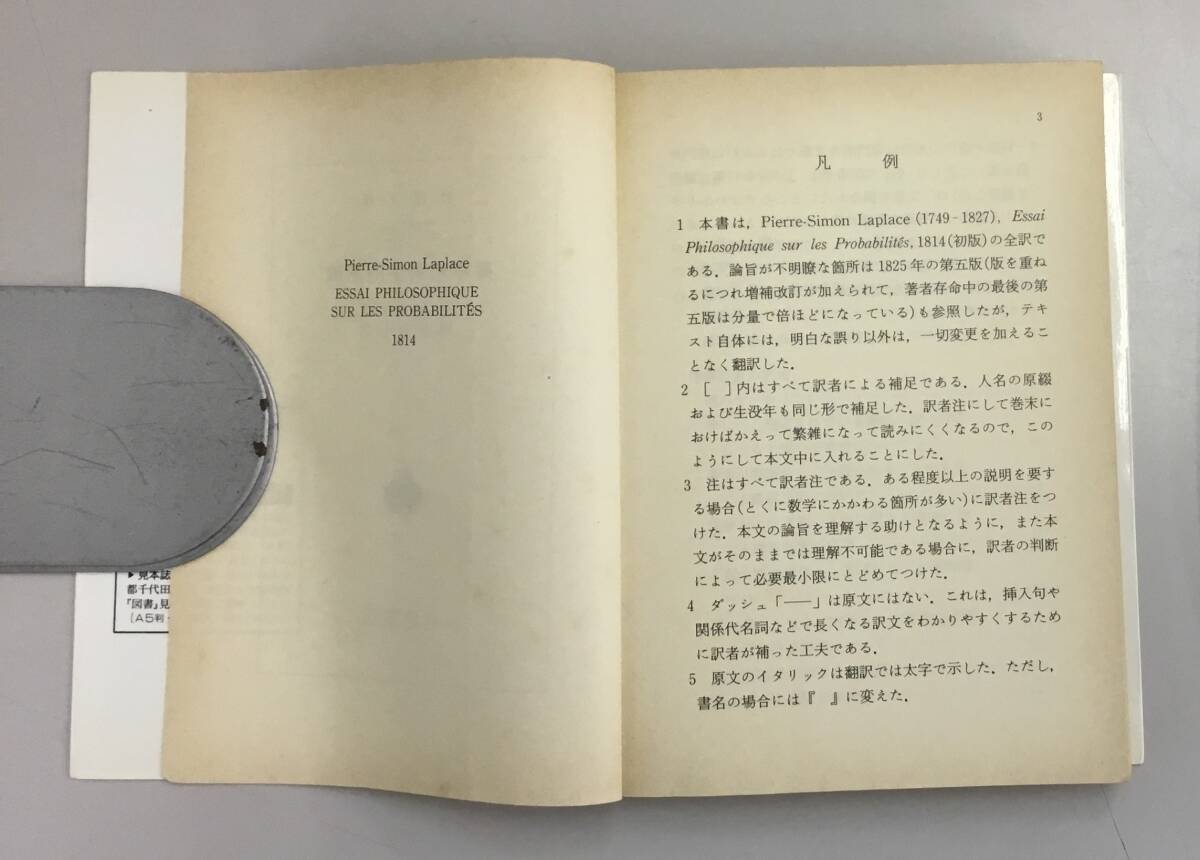 Pierre-Simon Laplace
ESSAI PHILOSOPHIQUE
SUR LES PROBABILITÉS
1814
▶見本誌
都千代田
『図書』見
[A5判・
3
凡 例
1 本書は，Pierre-Simon Laplace (1749-1827), Essai
Philosophique sur les Probabilités, 1814(初版)の全訳で
ある．論旨が不明瞭な箇所は1825年の第五版(版を重ね
るにつれ増補改訂が加えられて，著者存命中の最後の第
五版は分量で倍ほどになっている)も参照したが，テキ
スト自体には，明白な誤り以外は，一切変更を加えるこ
となく翻訳した．
2 [ ]内はすべて訳者による補足である．人名の原綴
および生没年も同じ形で補足した．訳者注にして巻末に
おけばかえって繁雑になって読みにくくなるので，この
ようにして本文中に入れることにした．
3 注はすべて訳者注である．ある程度以上の説明を要す
る場合(とくに数学にかかわる箇所が多い)に訳者注をつ
けた．本文の論旨を理解する助けとなるように，また本
文がそのままでは理解不可能である場合に，訳者の判断
によって必要最小限にとどめてつけた．
4 ダッシュ「——」は原文にはない．これは，挿入句や
関係代名詞などで長くなる訳文をわかりやすくするため
に訳者が補った工夫である．
5 原文のイタリックは翻訳では太字で示した．ただし，
書名の場合には『 』に変えた．